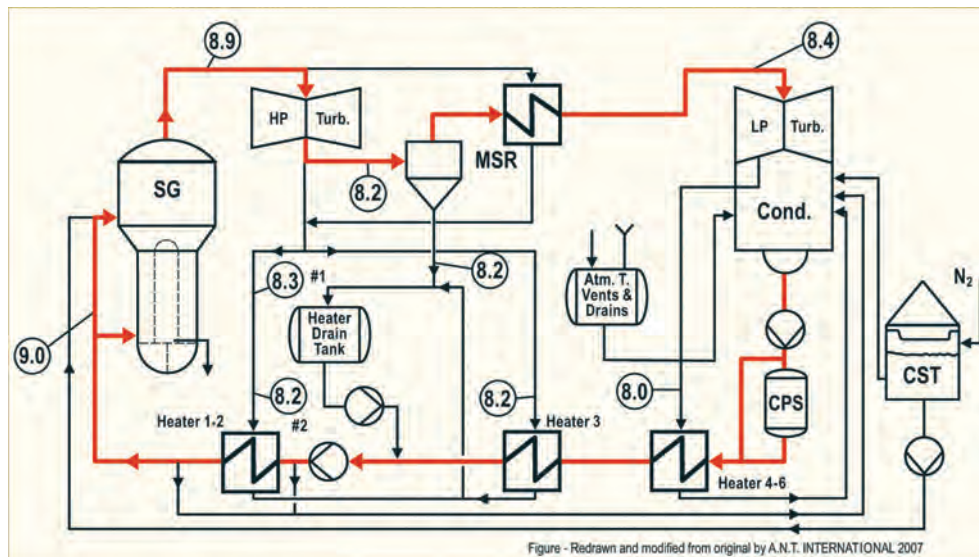 8.9
8.4
HP Turb.
LP Turb.
MSR
SG
8.2
Cond.
8.3
#1
8.2
Atm. T.
Vents &
Drains
N₂
Heater
Drain
Tank
9.0
CST
8.2
8.2
8.0
CPS
Heater 1-2
#2
Heater 3
Heater 4-6
Figure - Redrawn and modified from original by A.N.T. INTERNATIONAL 2007